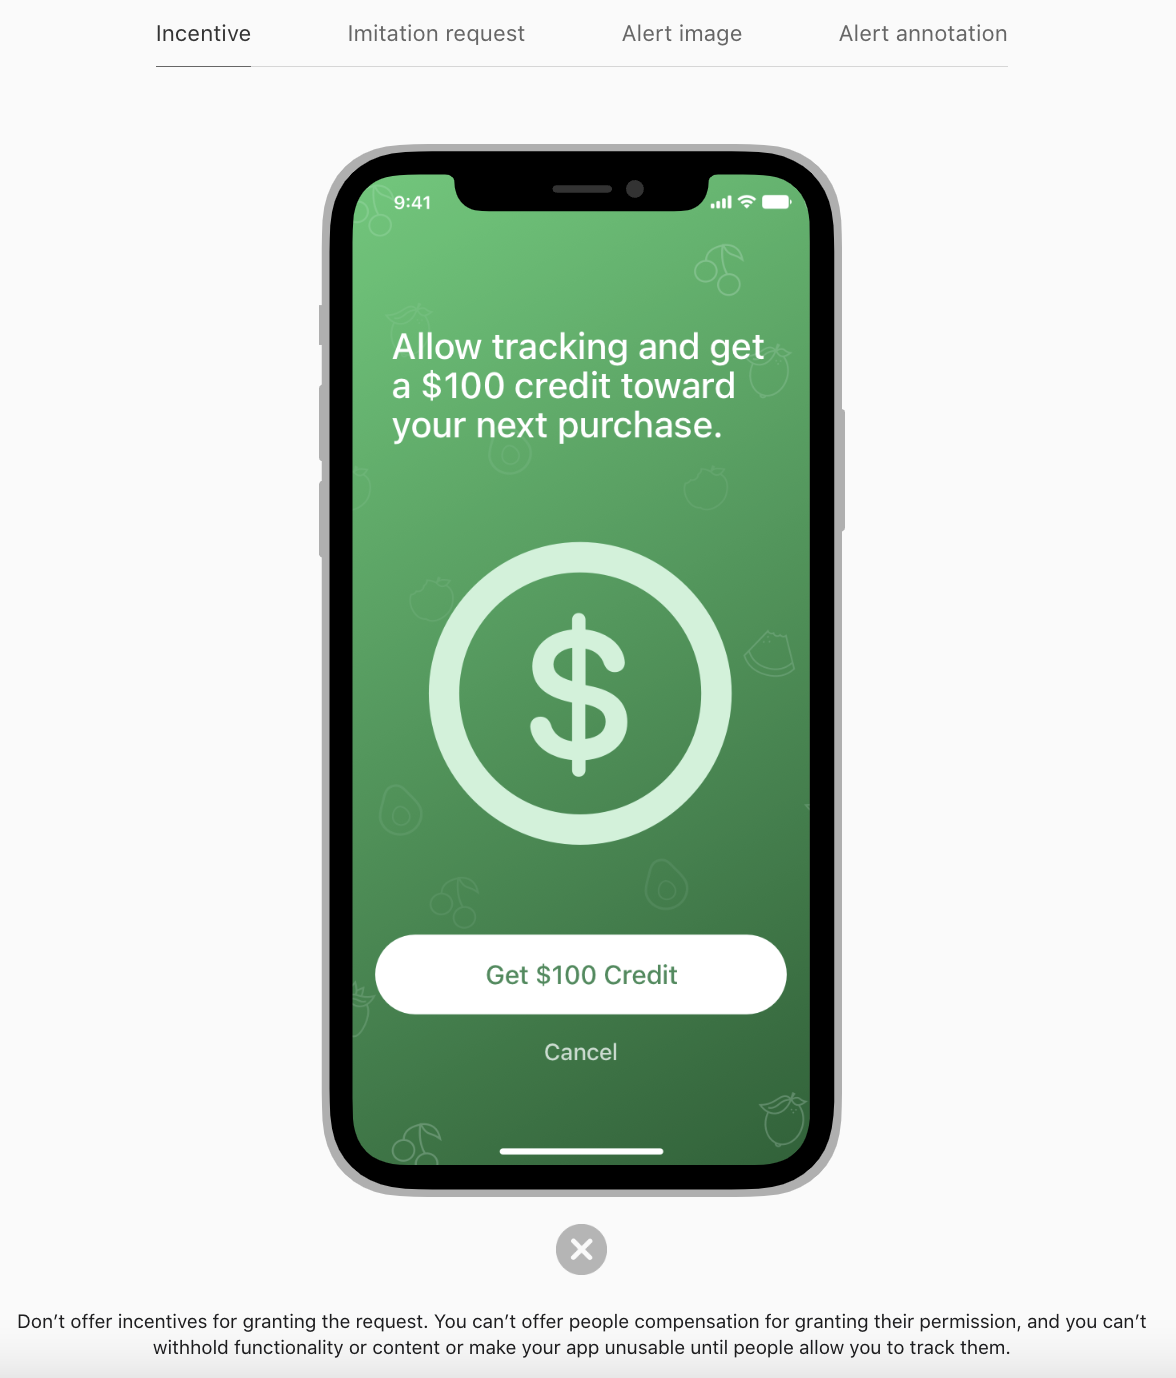 Incentive
Imitation request
Alert image
Alert annotation
9:41
Allow tracking and get
a $100 credit toward
your next purchase.
$
Get $100 Credit
Cancel
Don’t offer incentives for granting the request. You can’t offer people compensation for granting their permission, and you can’t
withhold functionality or content or make your app unusable until people allow you to track them.